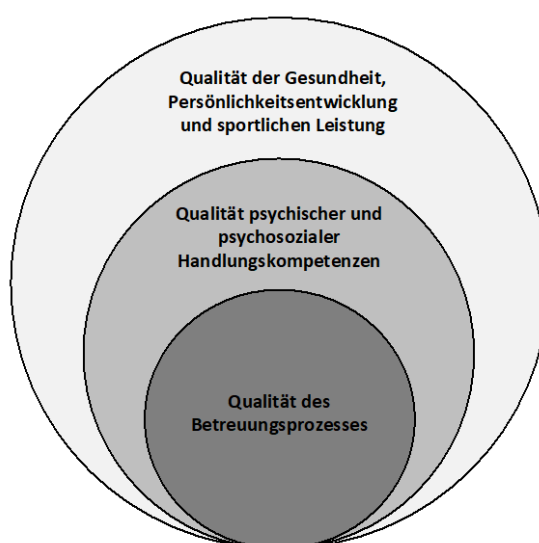 Qualität der Gesundheit,
Persönlichkeitsentwicklung
und sportlichen Leistung
Qualität psychischer und
psychosozialer
Handlungskompetenzen
Qualität des
Betreuungsprozesses